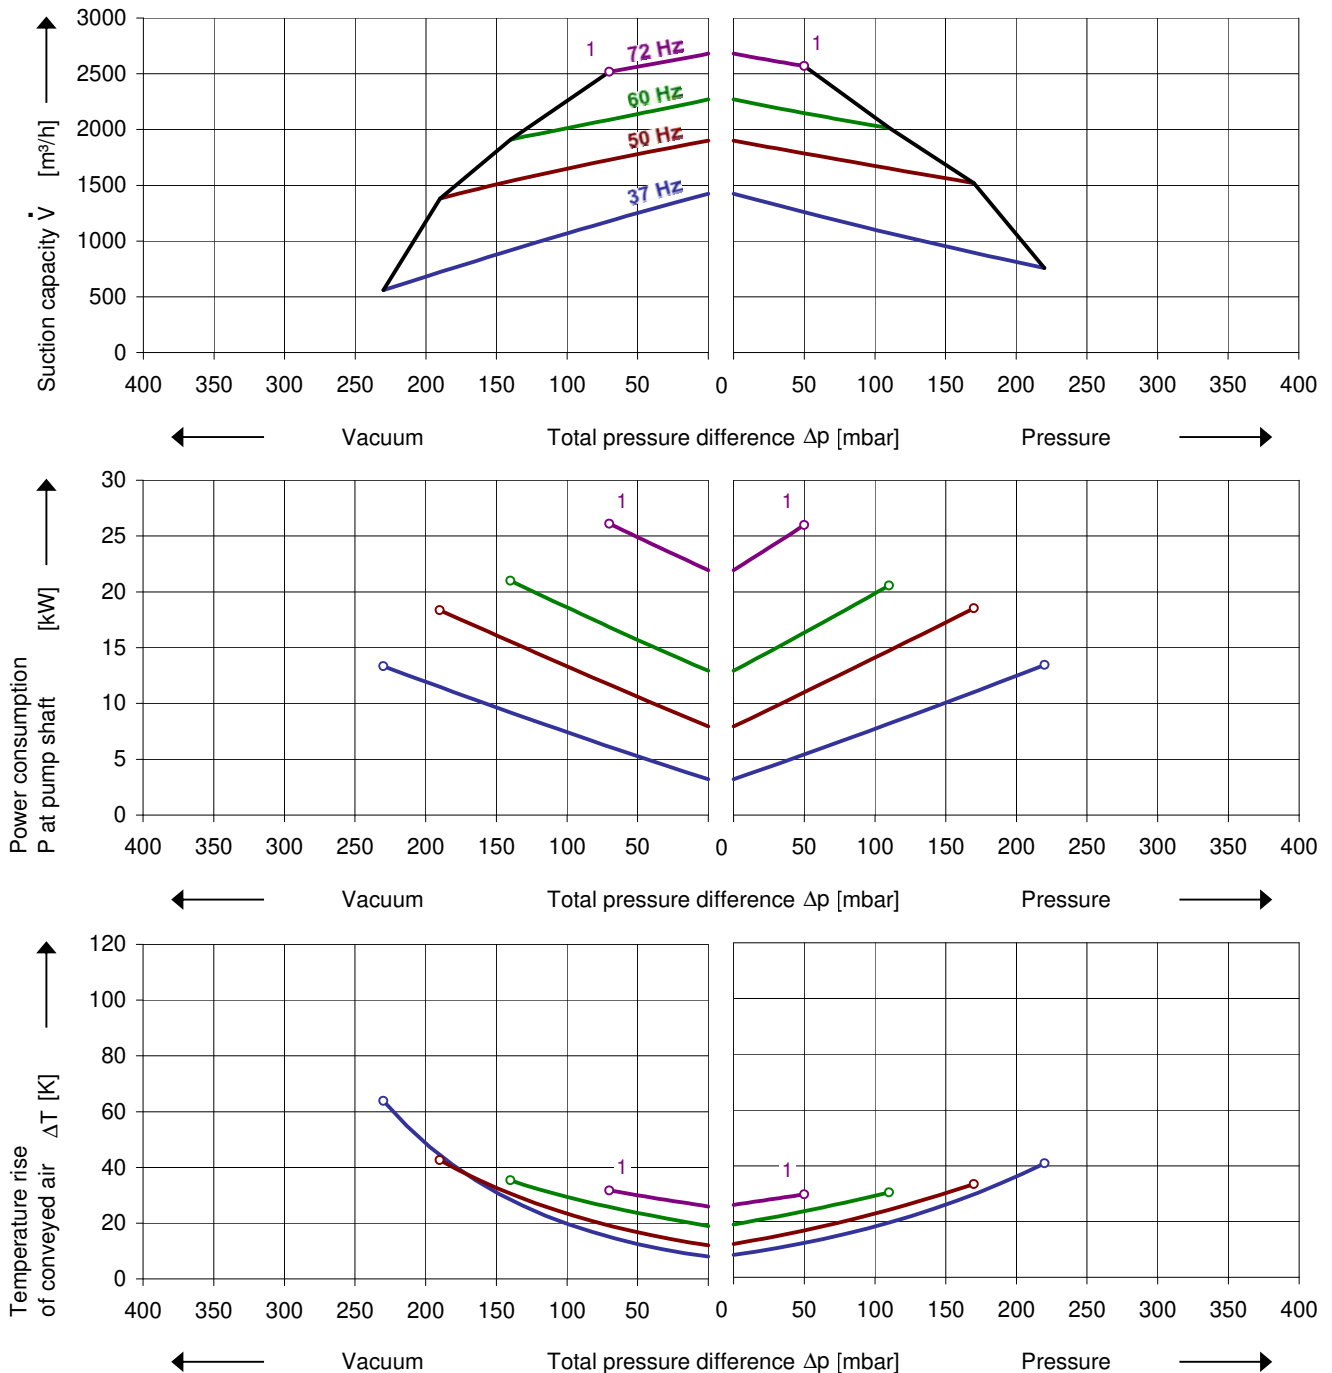 3000
2500
2000
1500
1000
500
0
Suction capacity V̇ [m³/h]
1
72 Hz
60 Hz
50 Hz
37 Hz
1
400 350 300 250 200 150 100 50 0 50 100 150 200 250 300 350 400
Vacuum Total pressure difference Δp [mbar] Pressure
30
25
20
15
10
5
0
Power consumption
P at pump shaft [kW]
1
1
400 350 300 250 200 150 100 50 0 50 100 150 200 250 300 350 400
Vacuum Total pressure difference Δp [mbar] Pressure
120
100
80
60
40
20
0
Temperature rise
of conveyed air ΔT [K]
1
1
400 350 300 250 200 150 100 50 0 50 100 150 200 250 300 350 400
Vacuum Total pressure difference Δp [mbar] Pressure